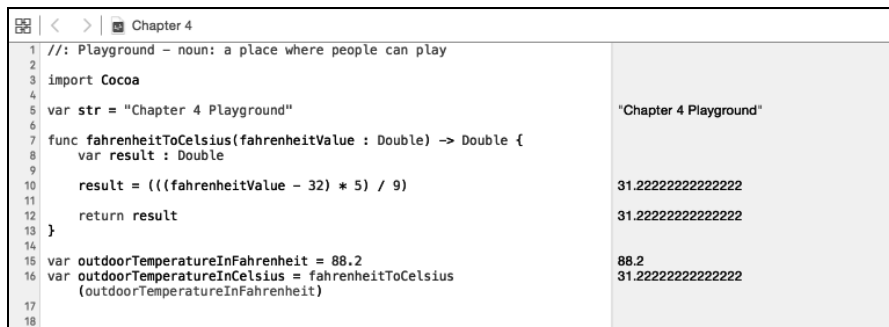 Chapter 4
1 //: Playground – noun: a place where people can play
2
3 import Cocoa
4
5 var str = "Chapter 4 Playground" "Chapter 4 Playground"
6
7 func fahrenheitToCelsius(fahrenheitValue : Double) -> Double {
8 var result : Double
9
10 result = (((fahrenheitValue - 32) * 5) / 9) 31.22222222222222
11
12 return result 31.22222222222222
13 }
14
15 var outdoorTemperatureInFahrenheit = 88.2 88.2
16 var outdoorTemperatureInCelsius = fahrenheitToCelsius 31.22222222222222
(outdoorTemperatureInFahrenheit)
17
18